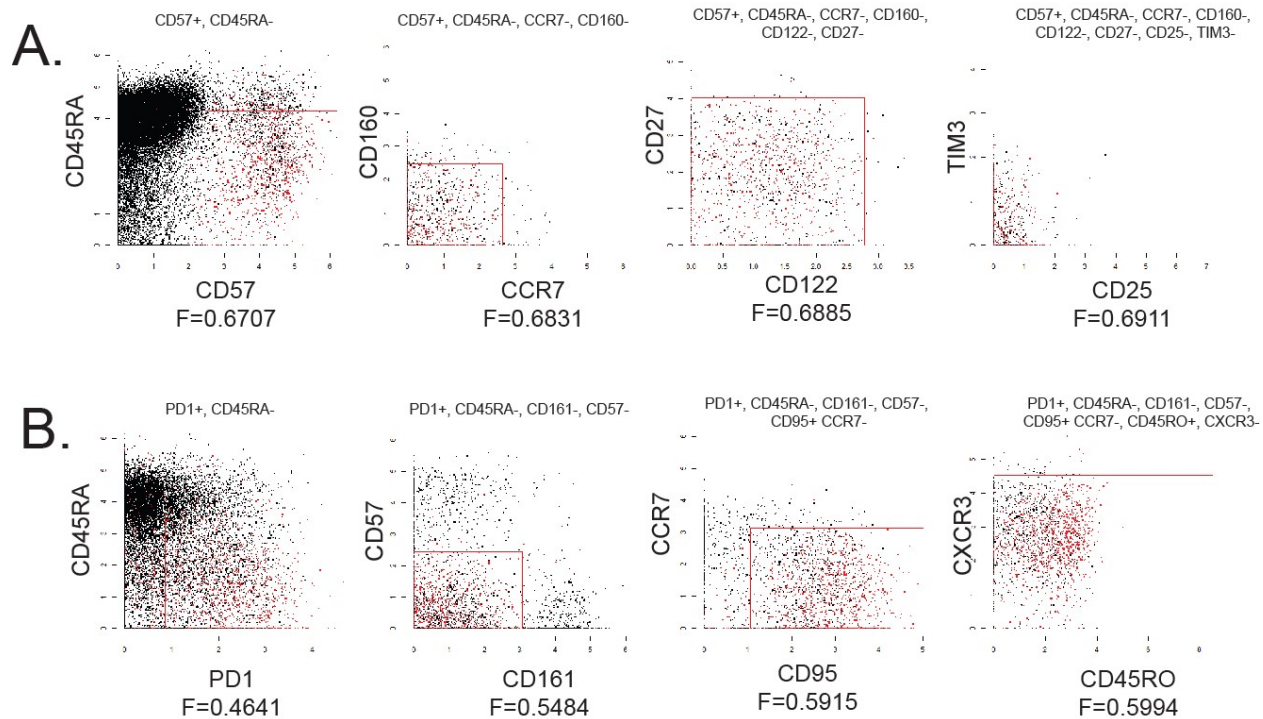 A.
CD57+, CD45RA-
CD57+, CD45RA-, CCR7-, CD160-
CD57+, CD45RA-, CCR7-, CD160-,
CD122-, CD27-
CD57+, CD45RA-, CCR7-, CD160-,
CD122-, CD27-, CD25-, TIM3-
CD45RA
CD160
CD27
TIM3
CD57
F=0.6707
CCR7
F=0.6831
CD122
F=0.6885
CD25
F=0.6911
B.
PD1+, CD45RA-
PD1+, CD45RA-, CD161-, CD57-
PD1+, CD45RA-, CD161-, CD57-,
CD95+ CCR7-
PD1+, CD45RA-, CD161-, CD57-,
CD95+ CCR7-, CD45RO+, CXCR3-
CD45RA
CD57
CCR7
CXCR3
PD1
F=0.4641
CD161
F=0.5484
CD95
F=0.5915
CD45RO
F=0.5994